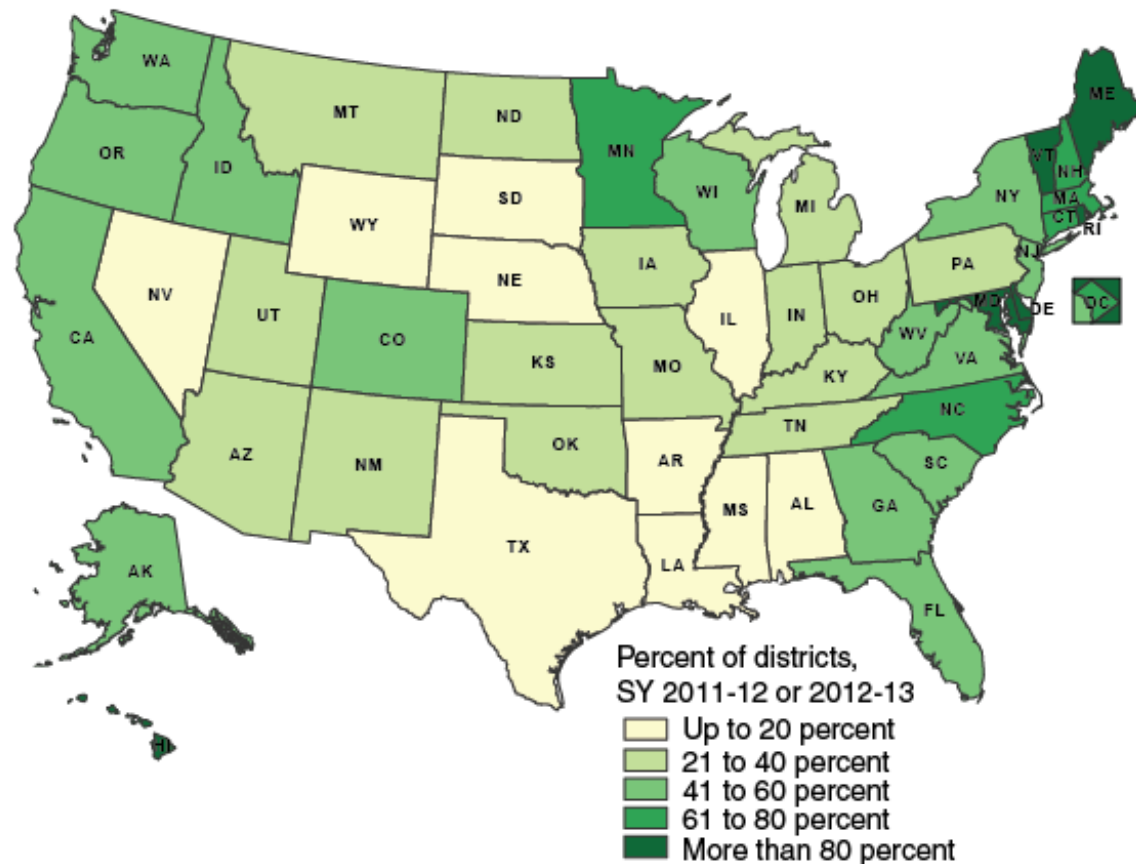 WA
MT
ND
ME
OR
ID
MN
VT
NH
WI
NY
MA
SD
CT
RI
WY
MI
NJ
IA
PA
NE
NV
OH
MD
DE
DC
UT
IL
IN
CA
CO
WV
VA
KS
MO
KY
NC
TN
AZ
OK
NM
AR
SC
MS
AL
GA
TX
LA
AK
FL
HI
Percent of districts,
SY 2011-12 or 2012-13
Up to 20 percent
21 to 40 percent
41 to 60 percent
61 to 80 percent
More than 80 percent